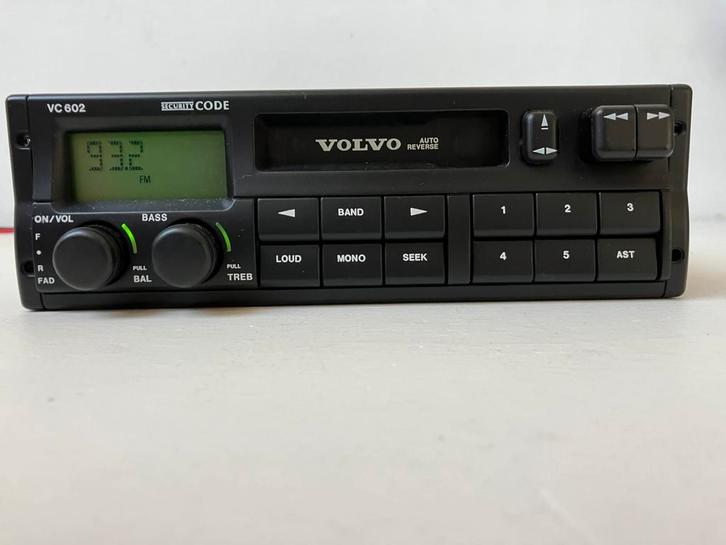 VC 602
SECURITY CODE
VOLVO
AUTO
REVERSE
FM
ON/VOL
BASS
F
R
FAD
PULL
BAL
PULL
TREB
BAND
LOUD
MONO
SEEK
1
2
3
4
5
AST